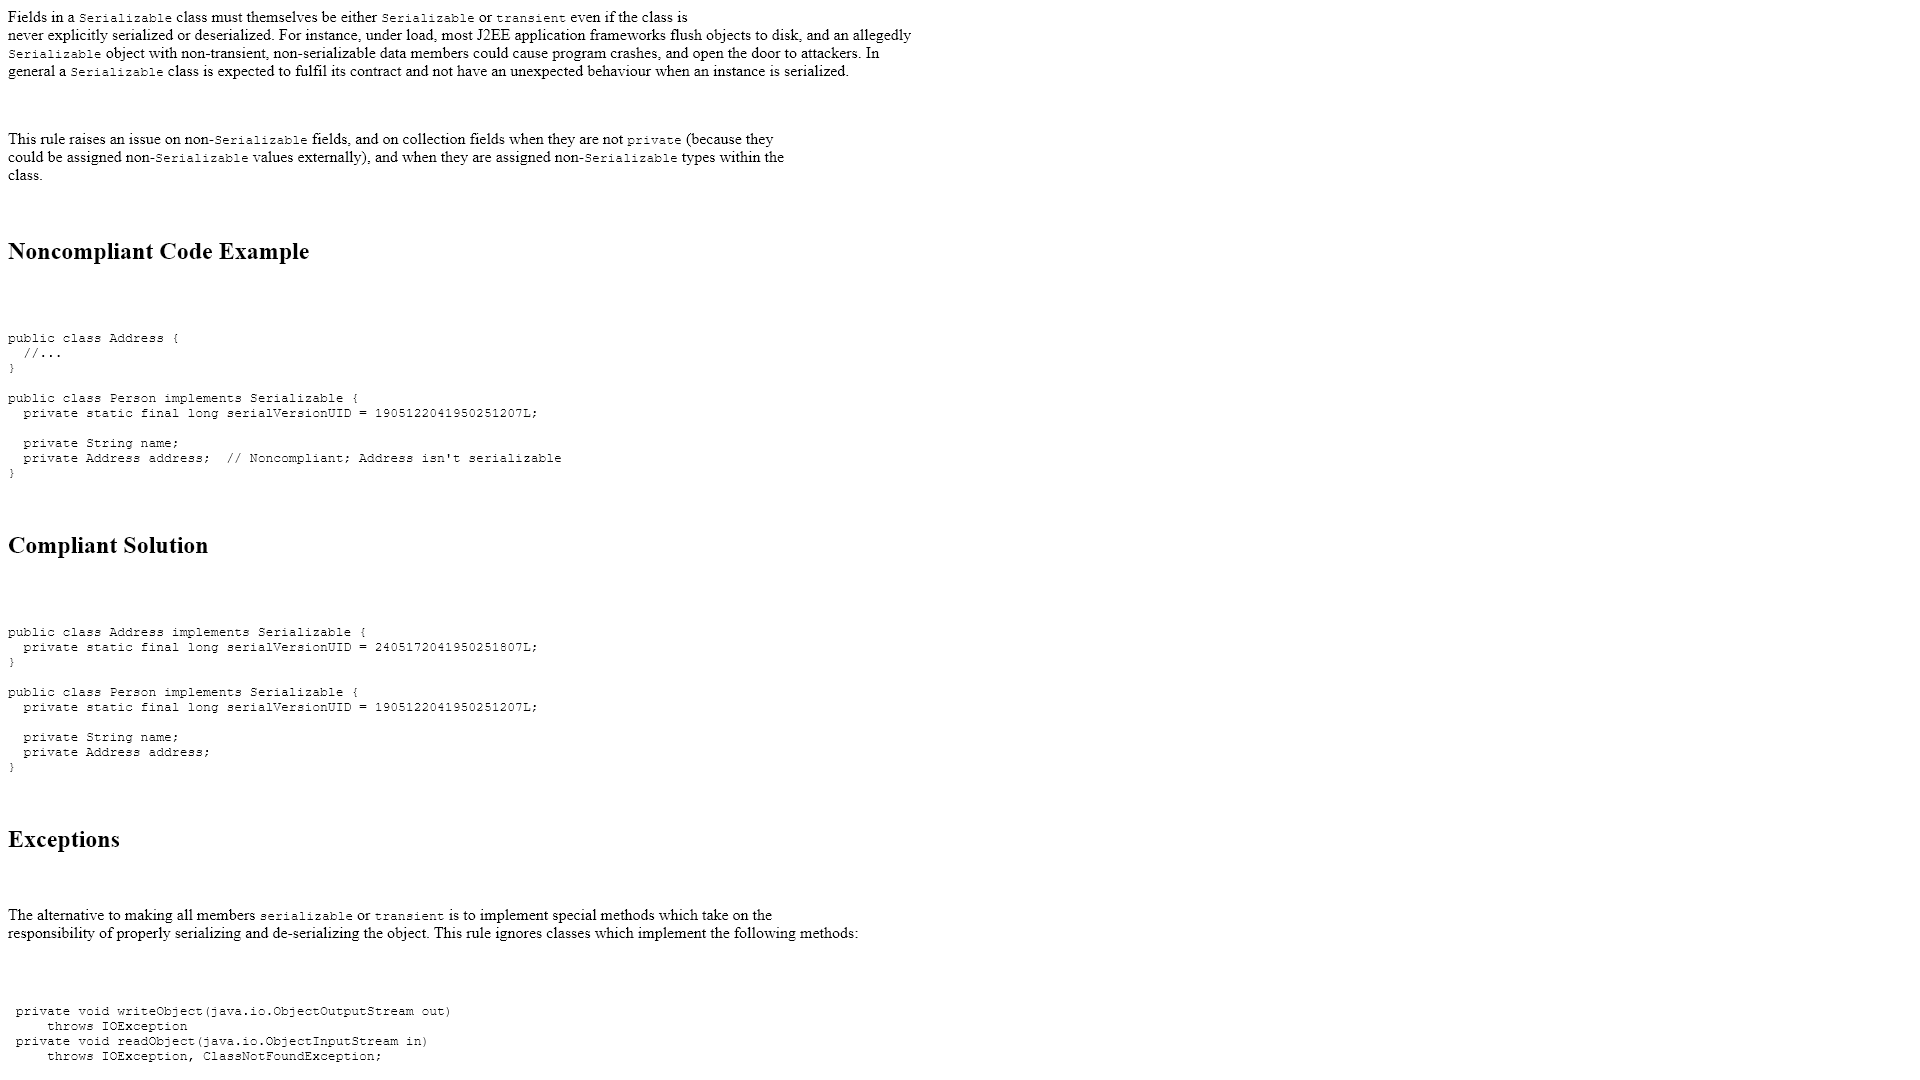 Fields in a Serializable class must themselves be either Serializable or transient even if the class is
never explicitly serialized or deserialized. For instance, under load, most J2EE application frameworks flush objects to disk, and an allegedly
Serializable object with non-transient, non-serializable data members could cause program crashes, and open the door to attackers. In
general a Serializable class is expected to fulfil its contract and not have an unexpected behaviour when an instance is serialized.
This rule raises an issue on non-Serializable fields, and on collection fields when they are not private (because they
could be assigned non-Serializable values externally), and when they are assigned non-Serializable types within the
class.
Noncompliant Code Example
public class Address {
  //...
}
public class Person implements Serializable {
  private static final long serialVersionUID = 1905122041950251207L;
  private String name;
  private Address address;  // Noncompliant; Address isn't serializable
}
Compliant Solution
public class Address implements Serializable {
  private static final long serialVersionUID = 2405172041950251807L;
}
public class Person implements Serializable {
  private static final long serialVersionUID = 1905122041950251207L;
  private String name;
  private Address address;
}
Exceptions
The alternative to making all members serializable or transient is to implement special methods which take on the
responsibility of properly serializing and de-serializing the object. This rule ignores classes which implement the following methods:
 private void writeObject(java.io.ObjectOutputStream out)
     throws IOException
 private void readObject(java.io.ObjectInputStream in)
     throws IOException, ClassNotFoundException;